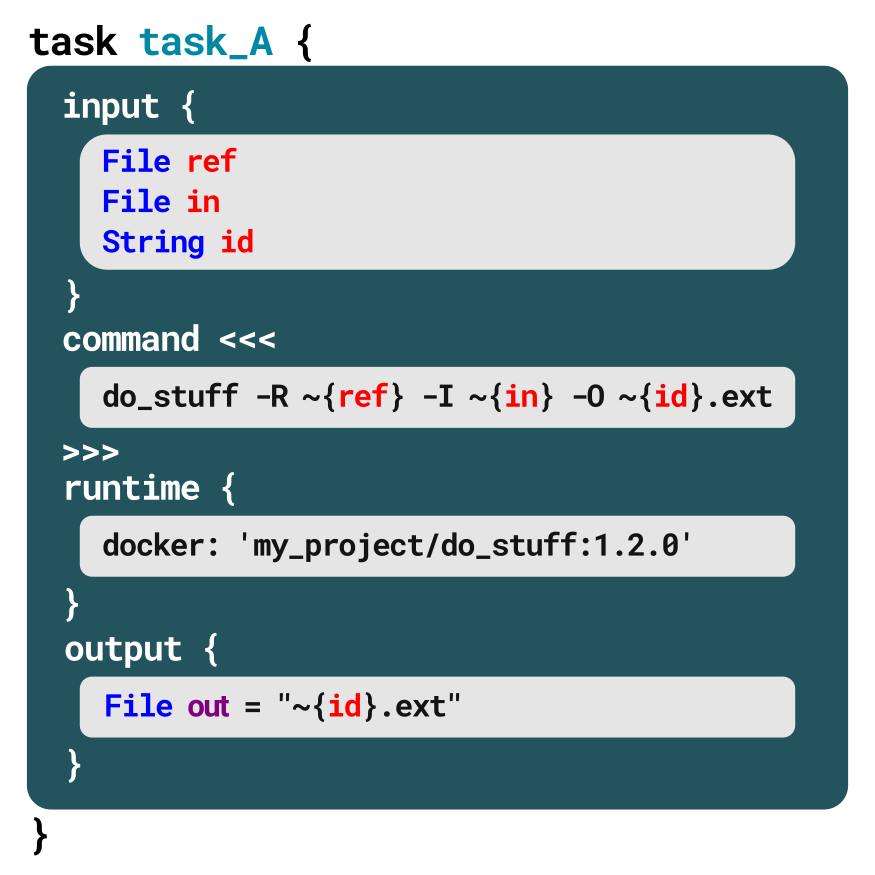 task task_A {
input {
File ref
File in
String id
}
command <<<
do_stuff -R ~{ref} -I ~{in} -O ~{id}.ext
>>>
runtime {
docker: 'my_project/do_stuff:1.2.0'
}
output {
File out = "~{id}.ext"
}
}